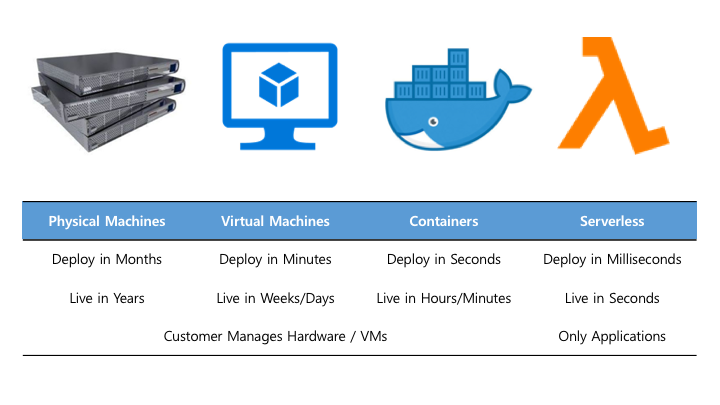 Physical Machines Virtual Machines Containers Serverless
Deploy in Months Deploy in Minutes Deploy in Seconds Deploy in Milliseconds
Live in Years Live in Weeks/Days Live in Hours/Minutes Live in Seconds
Customer Manages Hardware / VMs Only Applications